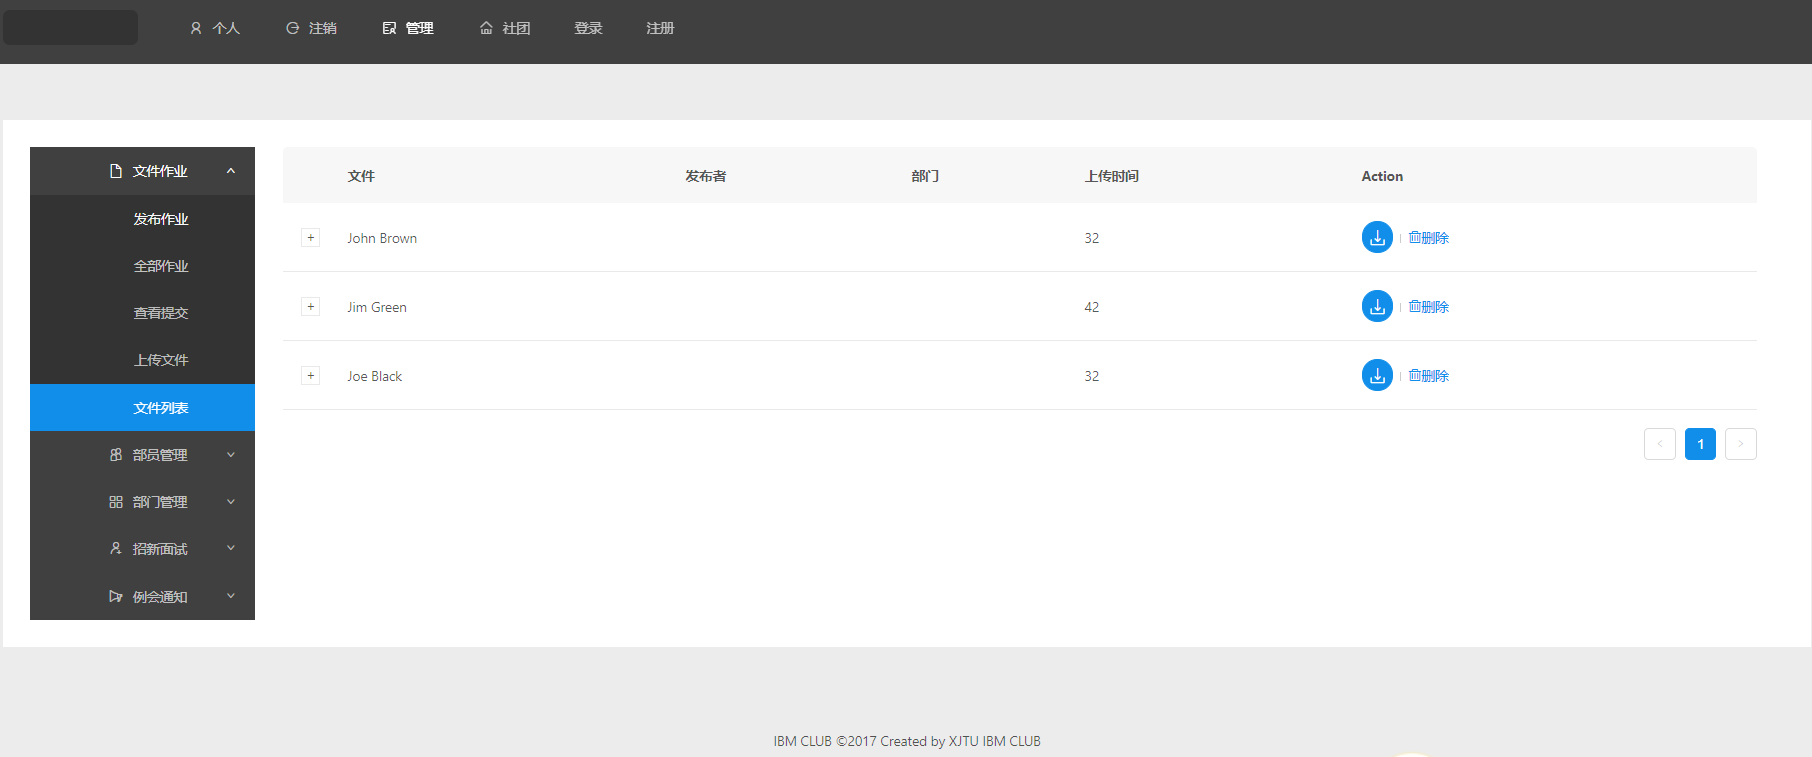 个人 注销 管理 社团 登录 注册
文件作业
发布作业
全部作业
查看提交
上传文件
文件列表
部员管理
部门管理
招新面试
例会通知
文件 发布者 部门 上传时间 Action
+ John Brown 32 删除
+ Jim Green 42 删除
+ Joe Black 32 删除
< 1 >
IBM CLUB ©2017 Created by XJTU IBM CLUB